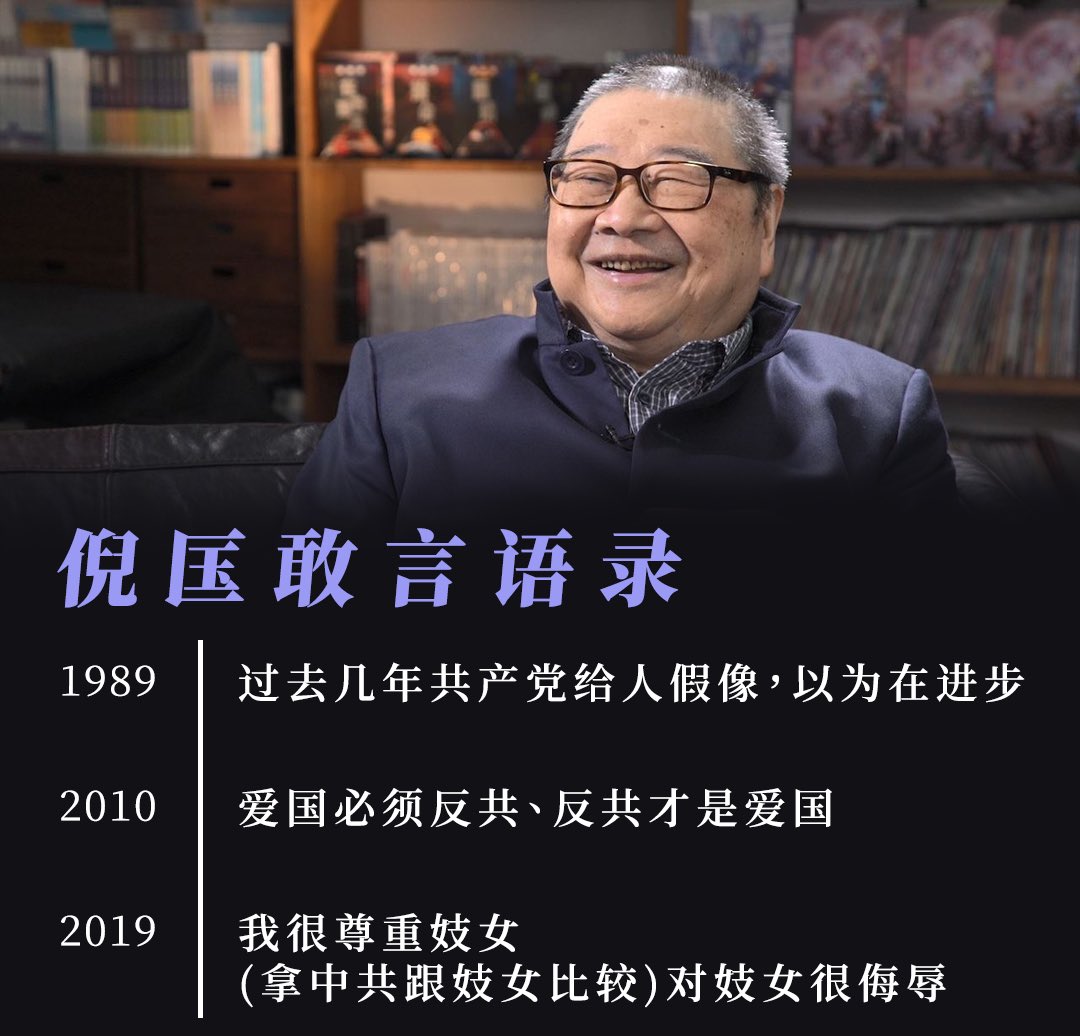 倪匡敢言语录
1989 过去几年共产党给人假像，以为在进步
2010 爱国必须反共、反共才是爱国
2019 我很尊重妓女
(拿中共跟妓女比较)对妓女很侮辱